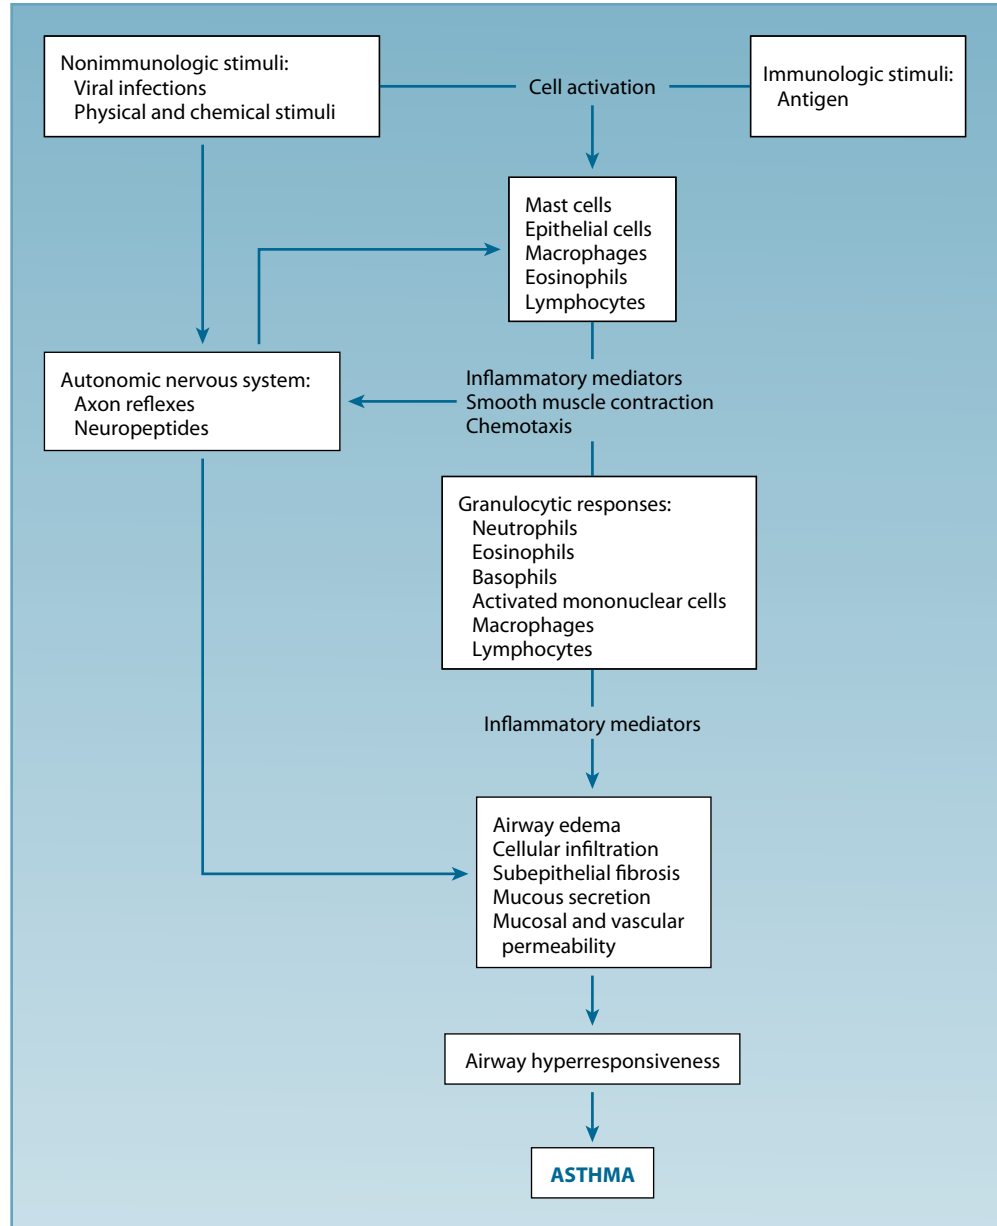 Nonimmunologic stimuli:
Viral infections
Physical and chemical stimuli
Cell activation
Immunologic stimuli:
Antigen
Mast cells
Epithelial cells
Macrophages
Eosinophils
Lymphocytes
Autonomic nervous system:
Axon reflexes
Neuropeptides
Inflammatory mediators
Smooth muscle contraction
Chemotaxis
Granulocytic responses:
Neutrophils
Eosinophils
Basophils
Activated mononuclear cells
Macrophages
Lymphocytes
Inflammatory mediators
Airway edema
Cellular infiltration
Subepithelial fibrosis
Mucous secretion
Mucosal and vascular
permeability
Airway hyperresponsiveness
ASTHMA